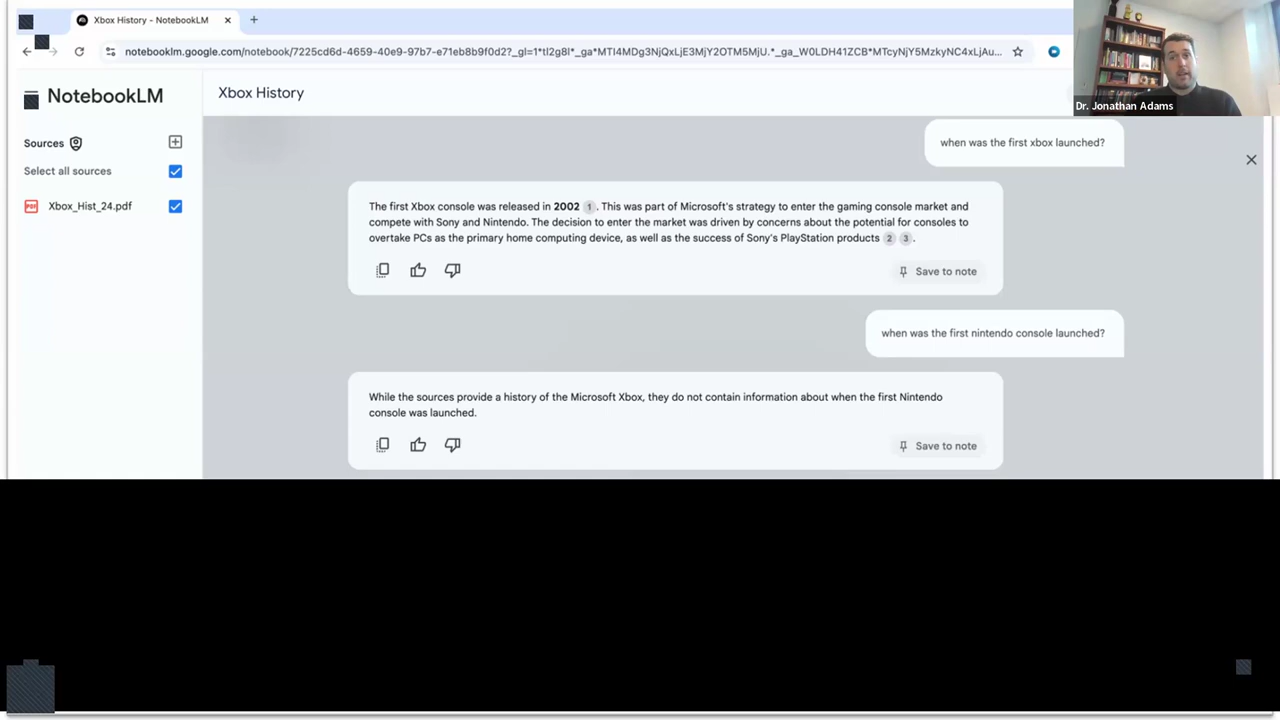 Xbox History - NotebookLM
notebooklm.google.com/notebook/7225cd6d-4659-40e9-97b7-e71eb8b9f0d2?_gl=1*tl2g8l*_ga*MTI4MDg3NjQxLjE3MjY2OTM5MjU.*_ga_W0LDH41ZCB*MTcyNjY5MzkyNC4xLjAu...
Dr. Jonathan Adams
NotebookLM
Xbox History
Sources
Select all sources
PDF Xbox_Hist_24.pdf
when was the first xbox launched?
The first Xbox console was released in 2002 1 . This was part of Microsoft's strategy to enter the gaming console market and
compete with Sony and Nintendo. The decision to enter the market was driven by concerns about the potential for consoles to
overtake PCs as the primary home computing device, as well as the success of Sony's PlayStation products 2 3 .
Save to note
when was the first nintendo console launched?
While the sources provide a history of the Microsoft Xbox, they do not contain information about when the first Nintendo
console was launched.
Save to note